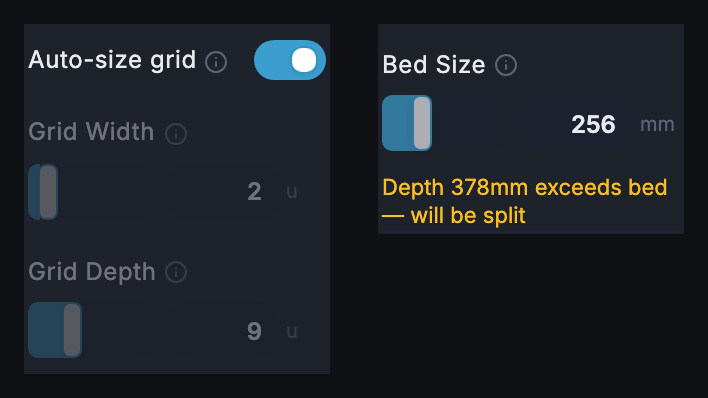 Auto-size grid
Grid Width
2 u
Grid Depth
9 u
Bed Size
256 mm
Depth 378mm exceeds bed
— will be split